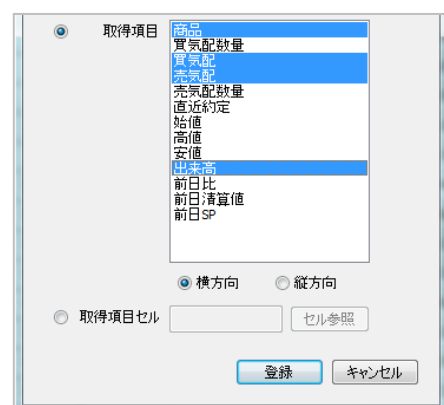 取得項目
商品
買気配数量
買気配
売気配
売気配数量
直近約定
始値
高値
安値
出来高
前日比
前日清算値
前日SP
横方向 縦方向
取得項目セル セル参照
登録 キャンセル